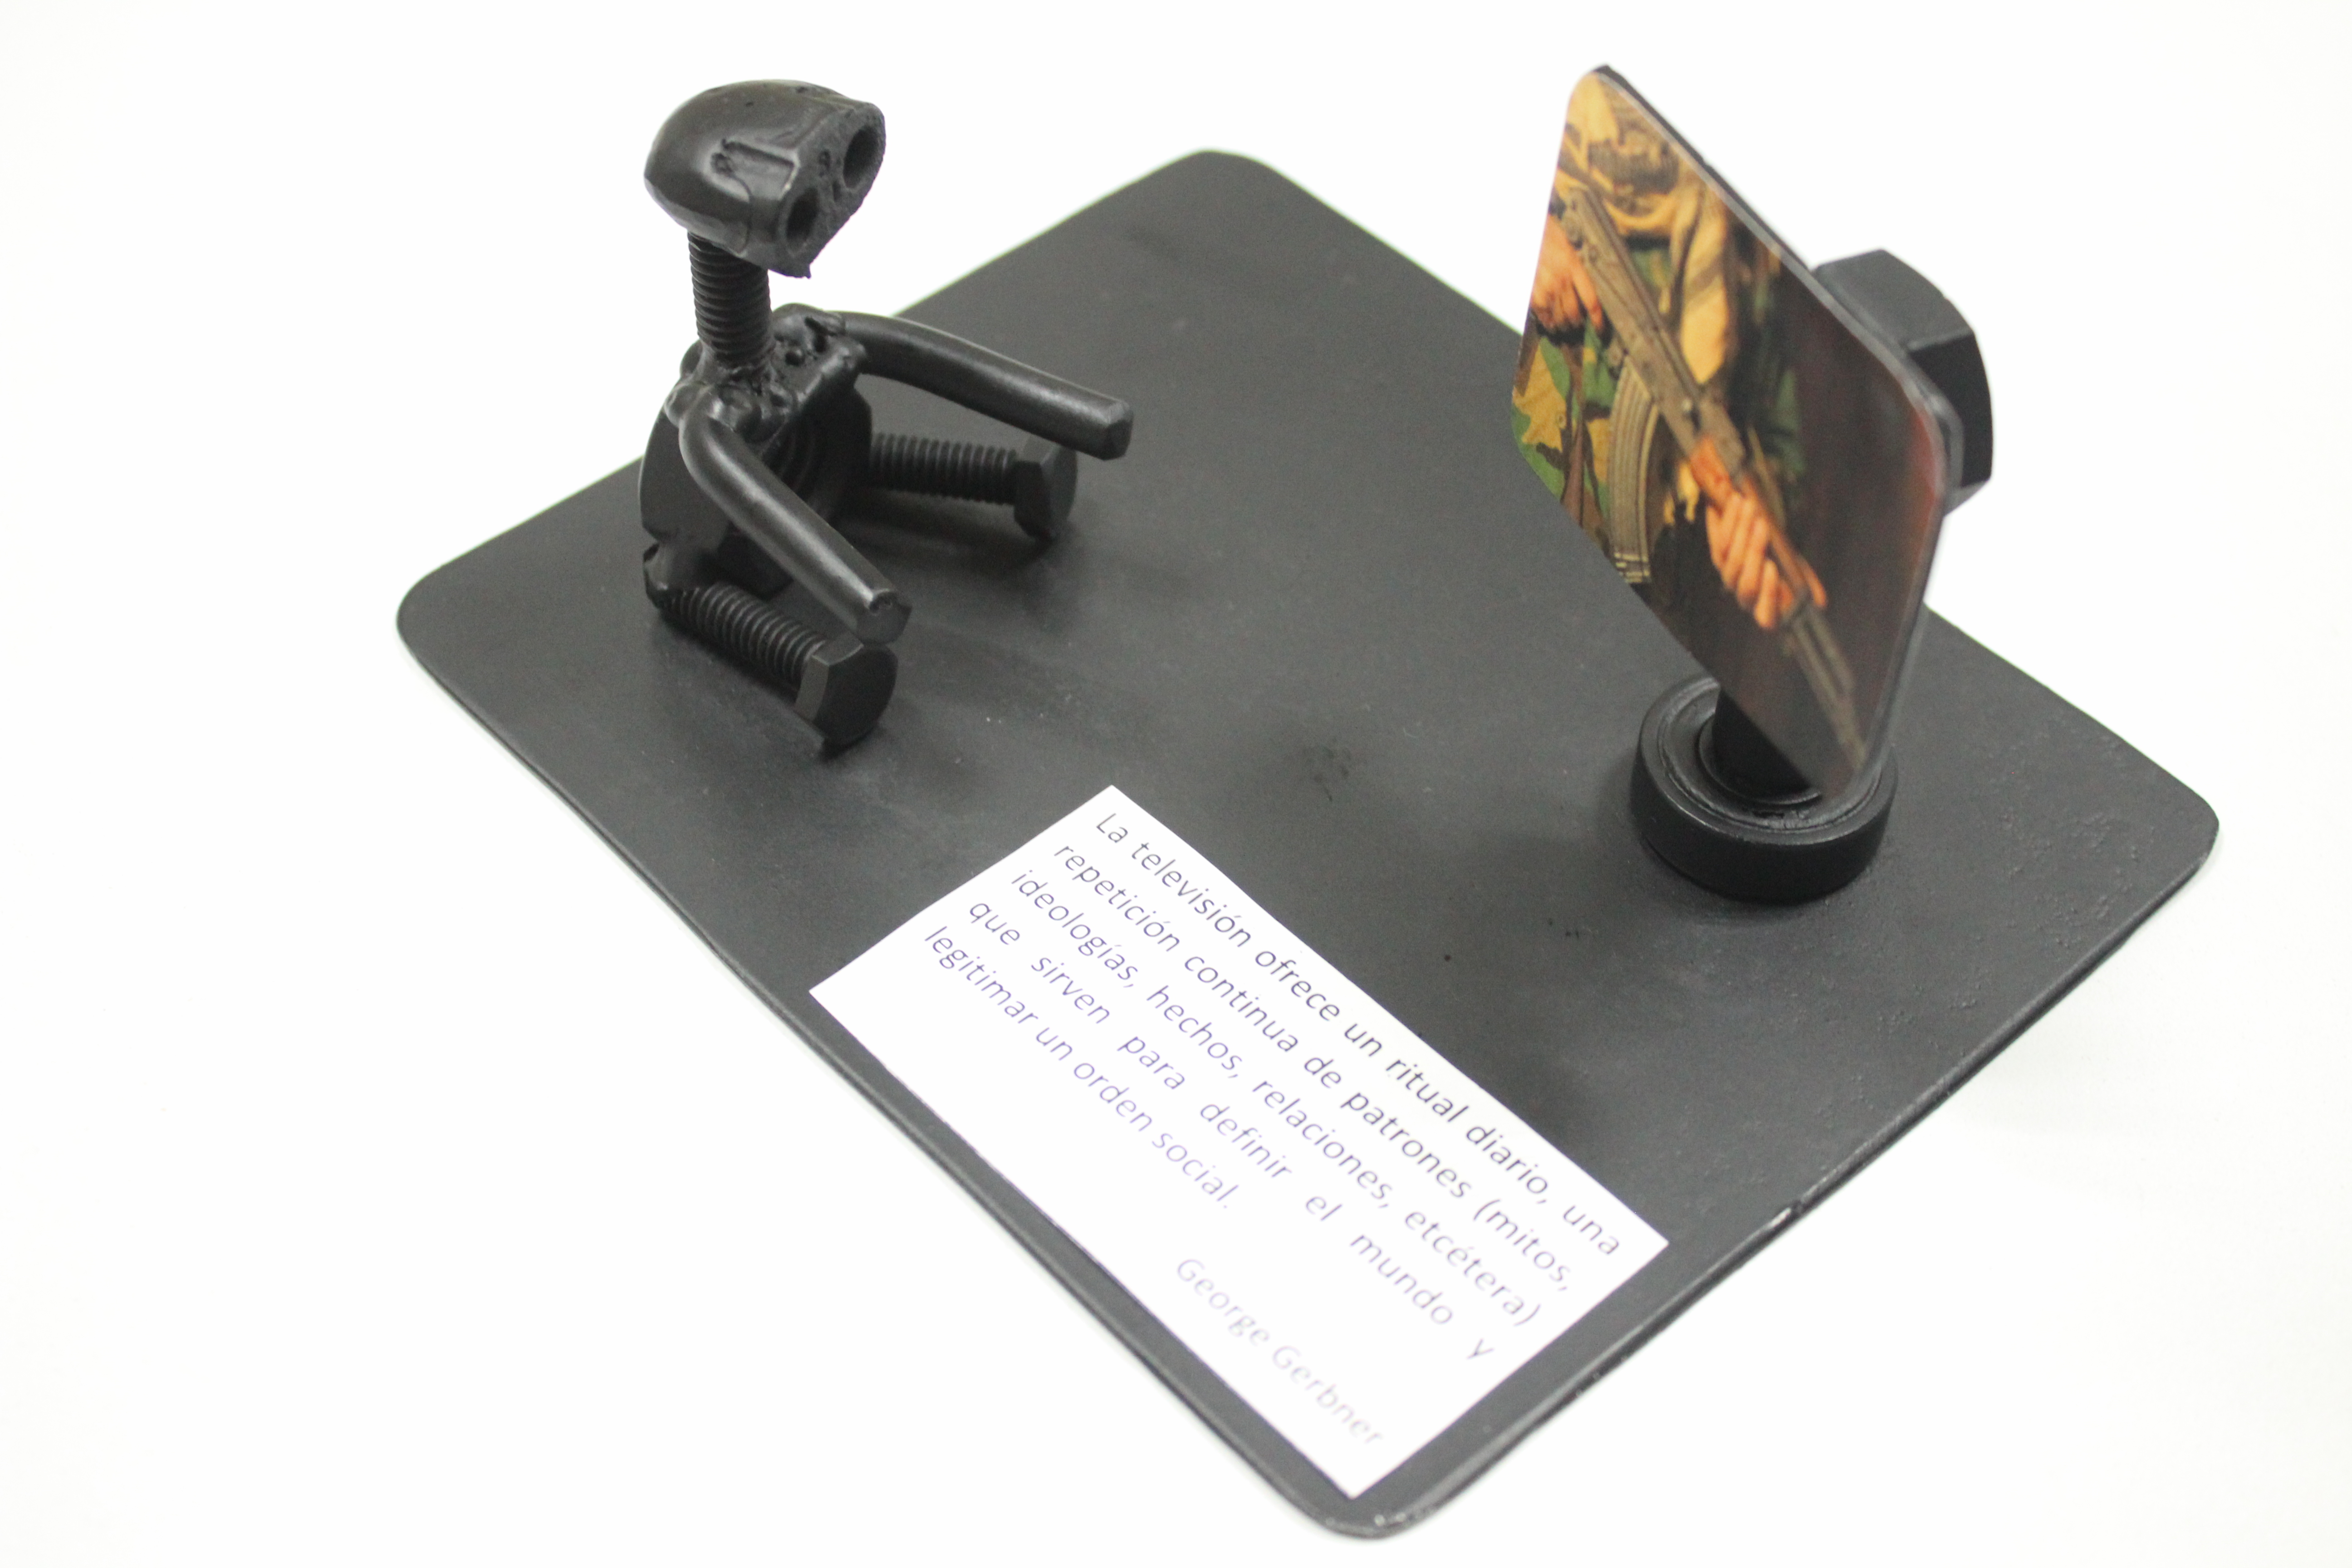 La televisión ofrece un ritual diario, una
repetición continua de patrones (mitos,
ideologías, hechos, relaciones, etcétera)
que sirven para definir el mundo y
legitimar un orden social.
George Gerbner